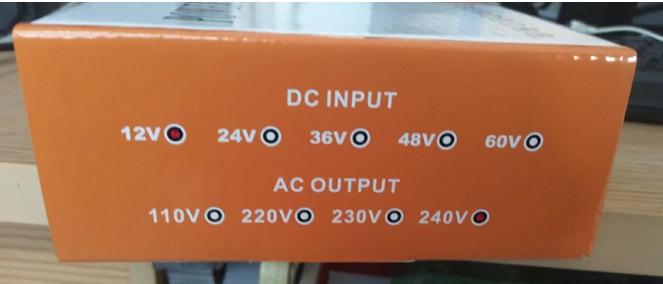 DC INPUT
12V 24V 36V 48V 60V
AC OUTPUT
110V 220V 230V 240V